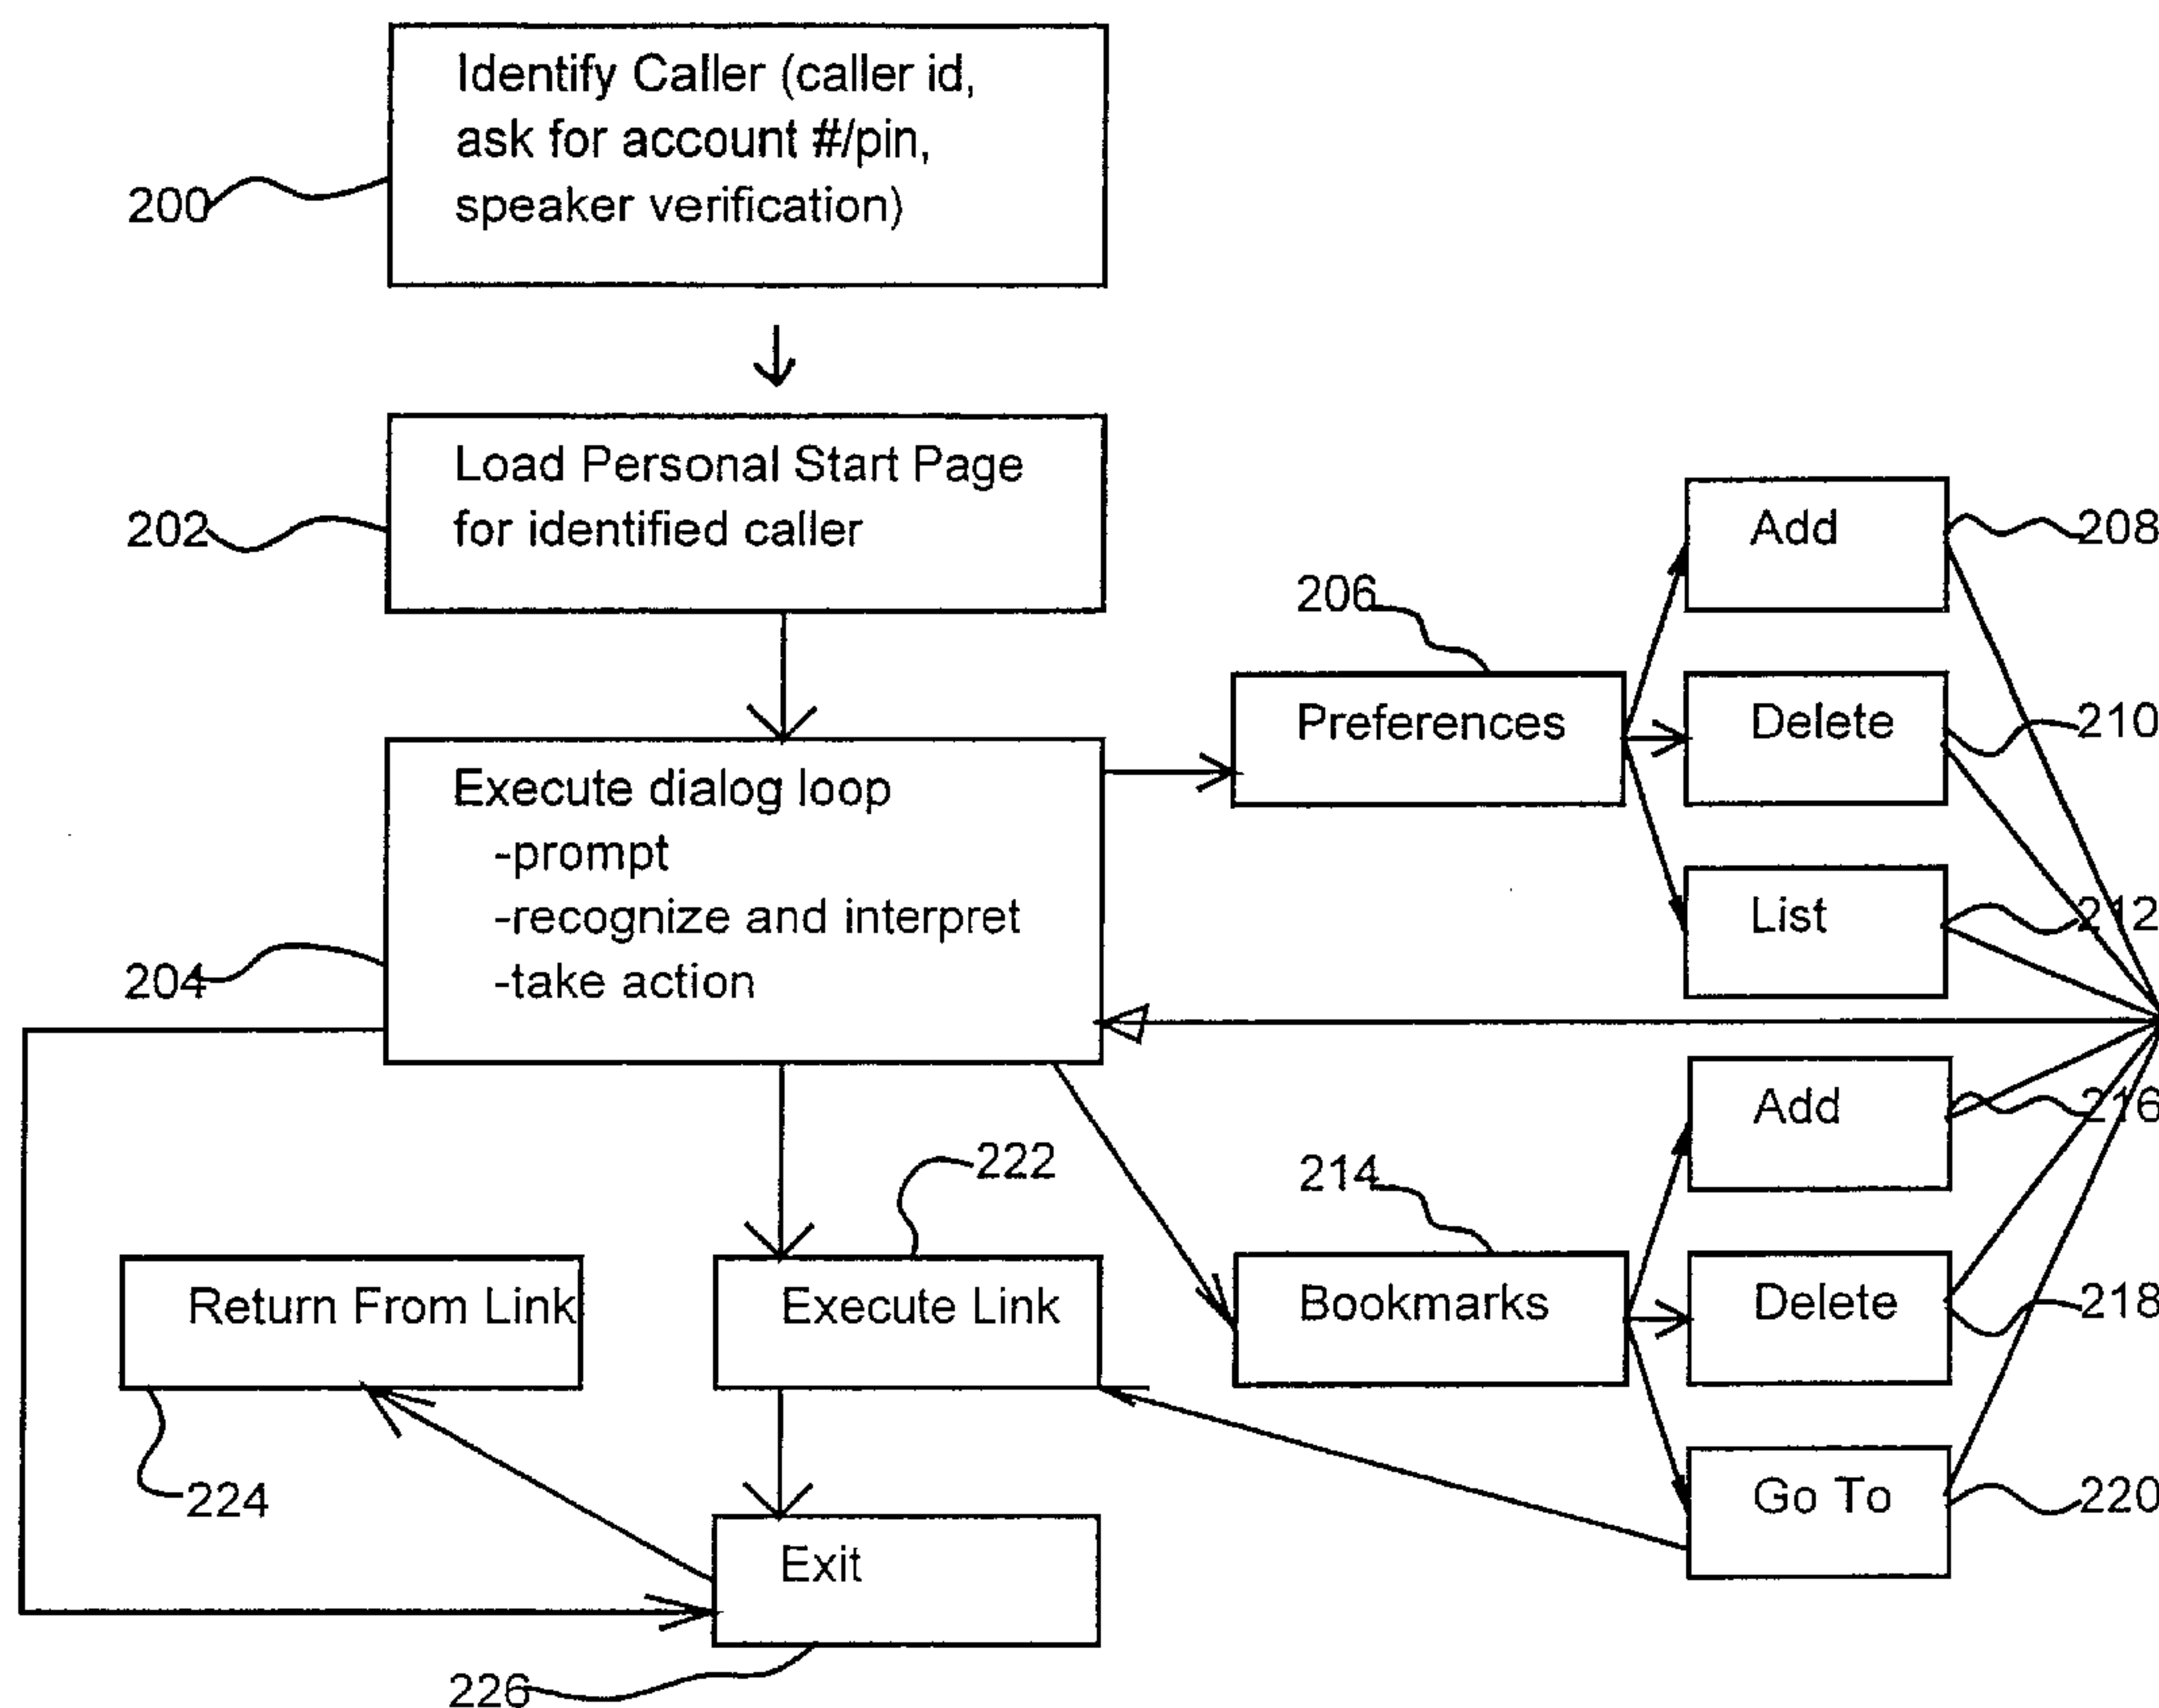 Identify Caller (caller id,
ask for account #/pin,
speaker verification)
200
Load Personal Start Page
for identified caller
202
Add
208
206
Preferences
Delete
210
Execute dialog loop
-prompt
-recognize and interpret
-take action
204
List
212
Add
216
222
214
Return From Link
Execute Link
Bookmarks
Delete
218
224
Go To
220
Exit
226